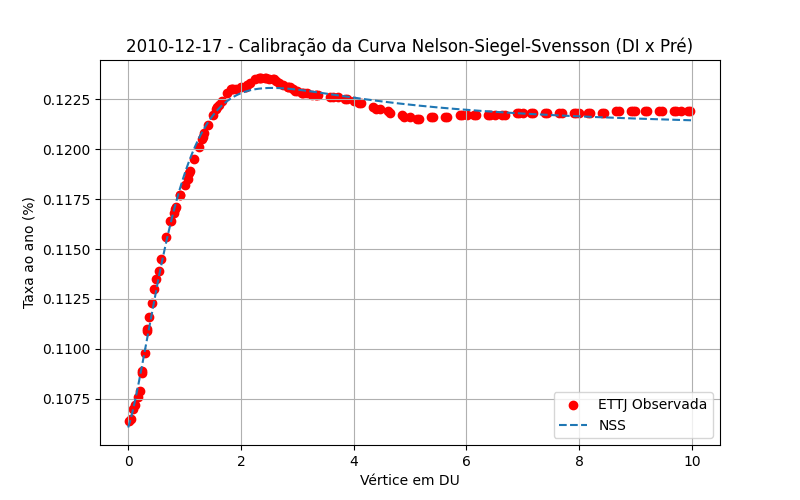 2010-12-17 - Calibração da Curva Nelson-Siegel-Svensson (DI x Pré)
Taxa ao ano (%)
0.1225
0.1200
0.1175
0.1150
0.1125
0.1100
0.1075
ETTJ Observada
NSS
0 2 4 6 8 10
Vértice em DU